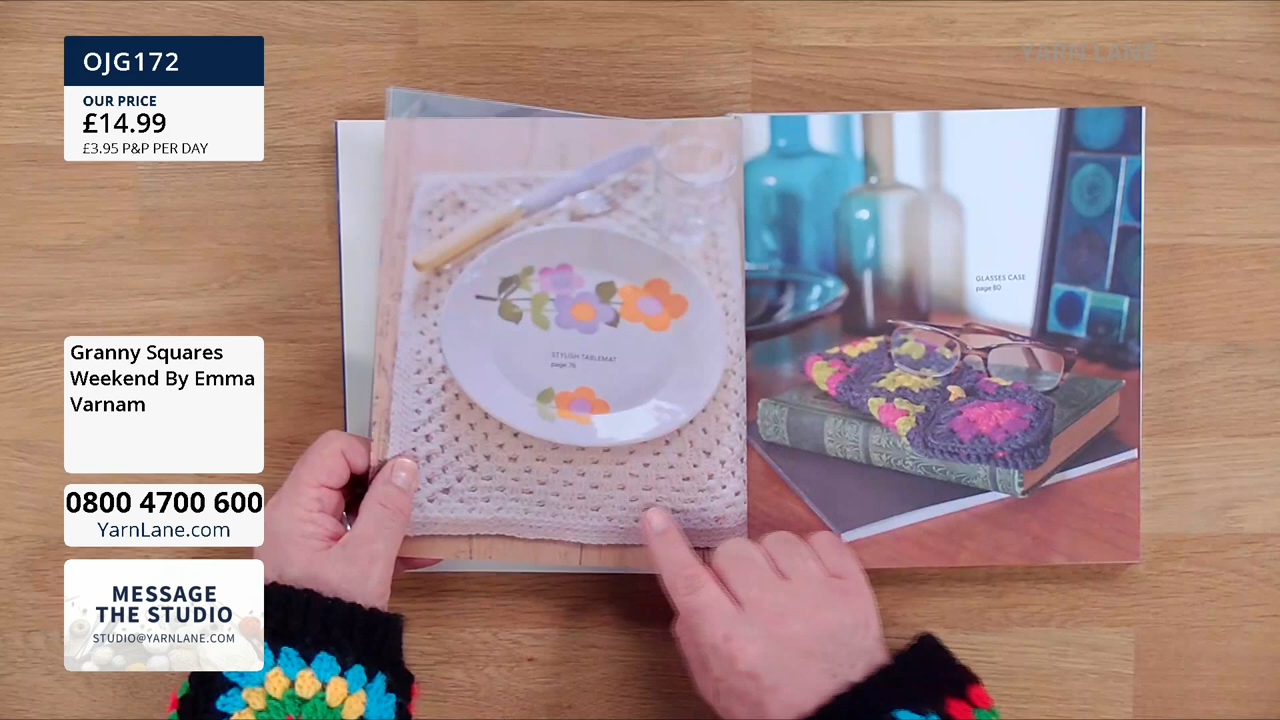 OJG172
OUR PRICE
£14.99
£3.95 P&P PER DAY
YARN LANE
GLASSES CASE
page 80
STYLISH TABLEMAT
page 76
Granny Squares
Weekend By Emma
Varnam
0800 4700 600
YarnLane.com
MESSAGE
THE STUDIO
STUDIO@YARNLANE.COM